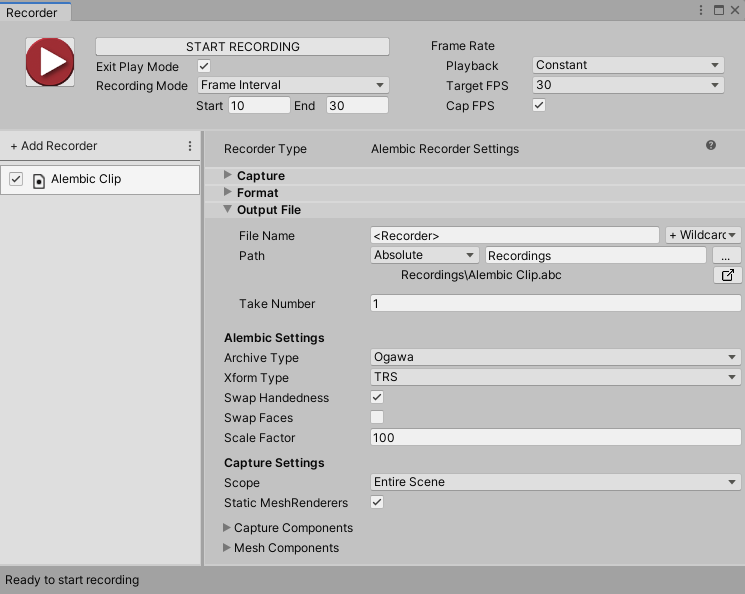 Recorder
START RECORDING
Exit Play Mode
Recording Mode Frame Interval
Start 10 End 30
Frame Rate
Playback Constant
Target FPS 30
Cap FPS
+ Add Recorder
Alembic Clip
Recorder Type Alembic Recorder Settings
Capture
Format
Output File
File Name <Recorder> + Wildcard
Path Absolute Recordings ...
Recordings\Alembic Clip.abc
Take Number 1
Alembic Settings
Archive Type Ogawa
Xform Type TRS
Swap Handedness
Swap Faces
Scale Factor 100
Capture Settings
Scope Entire Scene
Static MeshRenderers
Capture Components
Mesh Components
Ready to start recording